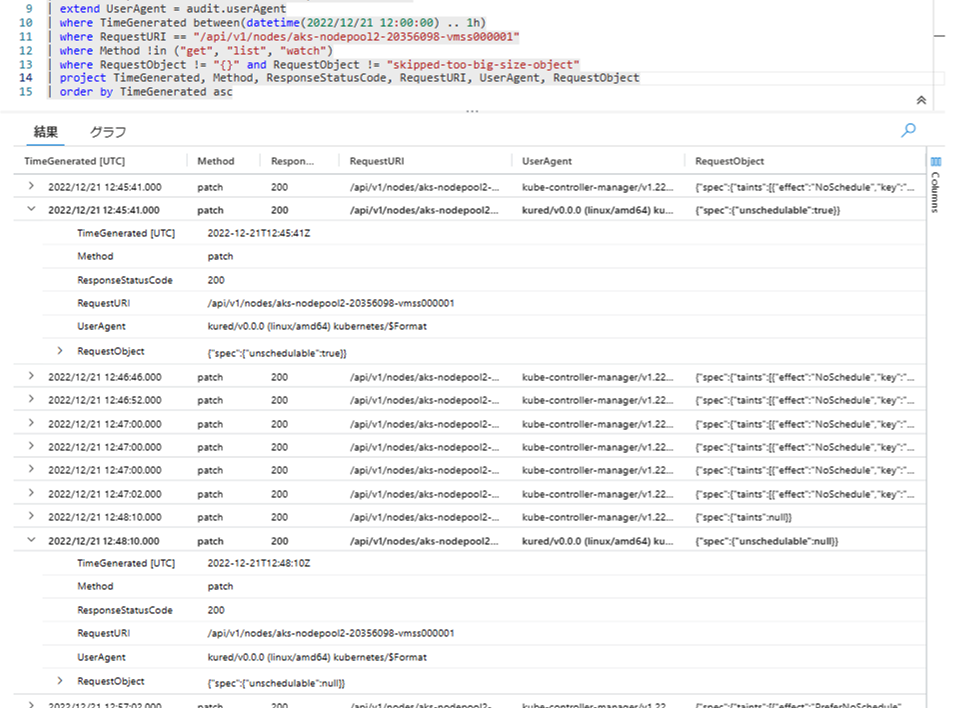 9 | extend UserAgent = audit.userAgent
10 | where TimeGenerated between(datetime(2022/12/21 12:00:00) .. 1h)
11 | where RequestURI == "/api/v1/nodes/aks-nodepool2-20356098-vmss000001"
12 | where Method !in ("get", "list", "watch")
13 | where RequestObject != "{}" and RequestObject != "skipped-too-big-size-object"
14 | project TimeGenerated, Method, ResponseStatusCode, RequestURI, UserAgent, RequestObject
15 | order by TimeGenerated asc
結果 グラフ
TimeGenerated [UTC] Method Respon... RequestURI UserAgent RequestObject
Columns
2022/12/21 12:45:41.000 patch 200 /api/v1/nodes/aks-nodepool2-... kube-controller-manager/v1.22... {"spec":{"taints":[{"effect":"NoSchedule","key":"...
2022/12/21 12:45:41.000 patch 200 /api/v1/nodes/aks-nodepool2... kured/v0.0.0 (linux/amd64) ku... {"spec":{"unschedulable":true}}
TimeGenerated [UTC] 2022-12-21T12:45:41Z
Method patch
ResponseStatusCode 200
RequestURI /api/v1/nodes/aks-nodepool2-20356098-vmss000001
UserAgent kured/v0.0.0 (linux/amd64) kubernetes/$Format
RequestObject {"spec":{"unschedulable":true}}
2022/12/21 12:46:46.000 patch 200 /api/v1/nodes/aks-nodepool2-... kube-controller-manager/v1.22... {"spec":{"taints":[{"effect":"NoSchedule","key":"...
2022/12/21 12:46:52.000 patch 200 /api/v1/nodes/aks-nodepool2-... kube-controller-manager/v1.22... {"spec":{"taints":[{"effect":"NoSchedule","key":"...
2022/12/21 12:47:00.000 patch 200 /api/v1/nodes/aks-nodepool2-... kube-controller-manager/v1.22... {"spec":{"taints":[{"effect":"NoSchedule","key":"...
2022/12/21 12:47:00.000 patch 200 /api/v1/nodes/aks-nodepool2-... kube-controller-manager/v1.22... {"spec":{"taints":[{"effect":"NoSchedule","key":"...
2022/12/21 12:47:00.000 patch 200 /api/v1/nodes/aks-nodepool2-... kube-controller-manager/v1.22... {"spec":{"taints":[{"effect":"NoSchedule","key":"...
2022/12/21 12:47:02.000 patch 200 /api/v1/nodes/aks-nodepool2-... kube-controller-manager/v1.22... {"spec":{"taints":[{"effect":"NoSchedule","key":"...
2022/12/21 12:48:10.000 patch 200 /api/v1/nodes/aks-nodepool2-... kube-controller-manager/v1.22... {"spec":{"taints":null}}
2022/12/21 12:48:10.000 patch 200 /api/v1/nodes/aks-nodepool2... kured/v0.0.0 (linux/amd64) ku... {"spec":{"unschedulable":null}}
TimeGenerated [UTC] 2022-12-21T12:48:10Z
Method patch
ResponseStatusCode 200
RequestURI /api/v1/nodes/aks-nodepool2-20356098-vmss000001
UserAgent kured/v0.0.0 (linux/amd64) kubernetes/$Format
RequestObject {"spec":{"unschedulable":null}}
2022/12/21 12:57:02.000 patch 200 /api/v1/nodes/aks-nodepool2-... kube-controller-manager/v1.22... {"spec":{"taints":[{"effect":"PreferNoSchedule"